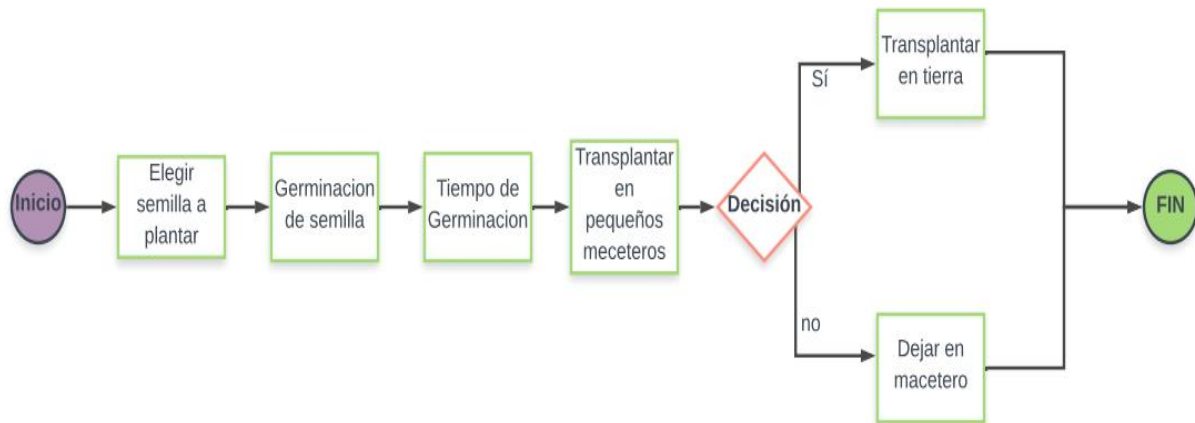 Inicio
Elegir
semilla a
plantar
Germinacion
de semilla
Tiempo de
Germinacion
Transplantar
en
pequeños
meceteros
Decisión
Sí
Transplantar
en tierra
no
Dejar en
macetero
FIN